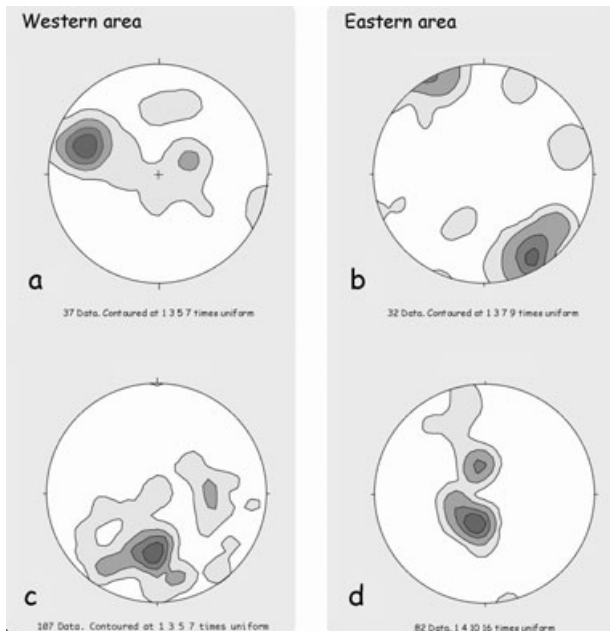 Western area
Eastern area
a
b
37 Data. Contoured at 1 3 5 7 times uniform
32 Data. Contoured at 1 3 7 9 times uniform
c
d
107 Data. Contoured at 1 3 5 7 times uniform
82 Data. 1 4 10 16 times uniform